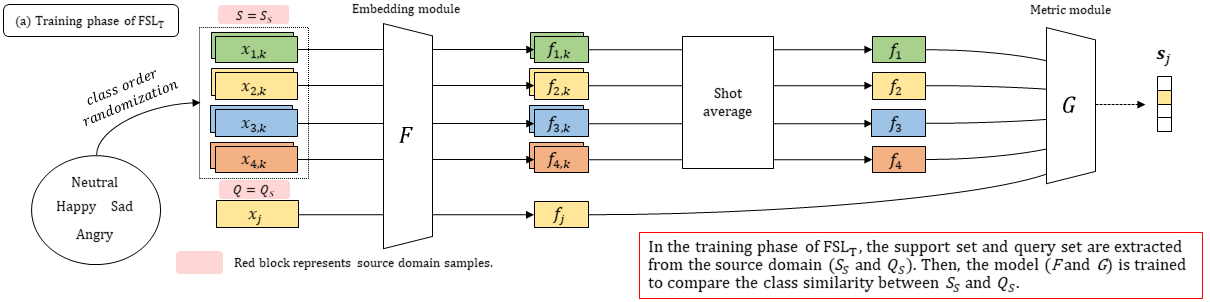 (a) Training phase of FSL_T
S = S_S
Embedding module
Metric module
class order
randomization
x_{1,k}
x_{2,k}
x_{3,k}
x_{4,k}
F
f_{1,k}
f_{2,k}
f_{3,k}
f_{4,k}
Shot
average
f_1
f_2
f_3
f_4
G
s_j
Neutral
Happy Sad
Angry
Q = Q_S
x_j
f_j
Red block represents source domain samples.
In the training phase of FSL_T, the support set and query set are extracted
from the source domain (S_S and Q_S). Then, the model (F and G) is trained
to compare the class similarity between S_S and Q_S.